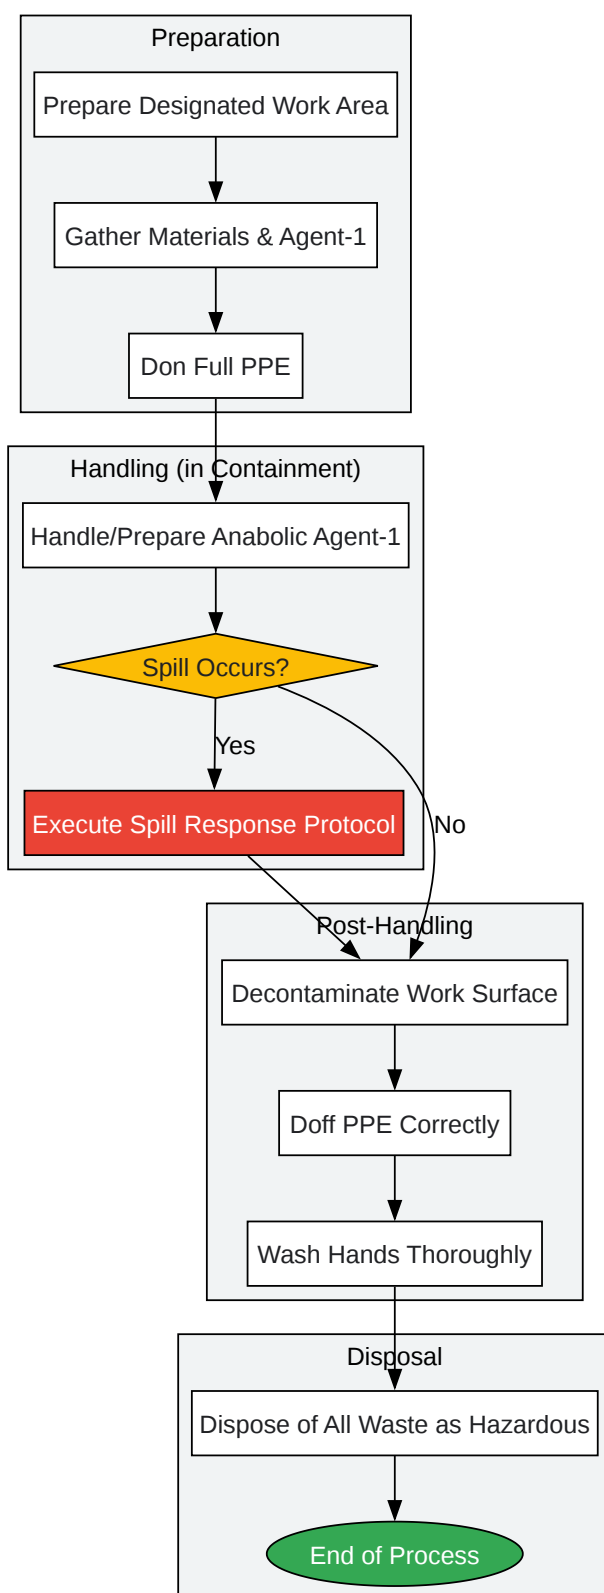 Preparation
Prepare Designated Work Area
Gather Materials & Agent-1
Don Full PPE
Handling (in Containment)
Handle/Prepare Anabolic Agent-1
Spill Occurs?
Yes
Execute Spill Response Protocol
No
Post-Handling
Decontaminate Work Surface
Doff PPE Correctly
Wash Hands Thoroughly
Disposal
Dispose of All Waste as Hazardous
End of Process